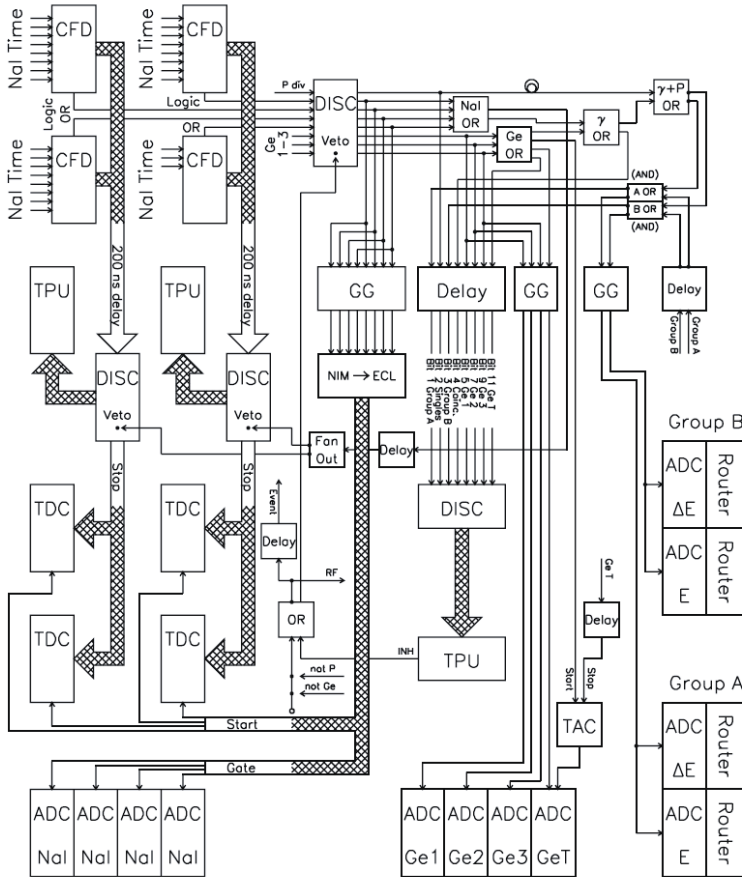 NaI Time
CFD
NaI Time
CFD
Logic
OR
Logic
OR
NaI Time
CFD
NaI Time
CFD
P div
DISC
Veto
Ge
1-3
NaI
OR
Ge
OR
γ
OR
γ+P
OR
(AND)
A OR
B OR
(AND)
200 ns delay
200 ns delay
TPU
TPU
GG
Delay
GG
GG
Delay
Group B
Group A
DISC
Veto
DISC
Veto
NIM → ECL
Bit 1 Group A
Bit 2 Singles
Bit 3 Group B
Bit 4 Coinc.
Bit 5 Ge 1
Bit 7 Ge 2
Bit 9 Ge 3
Bit 11 Ge T
Fan
Out
Delay
Stop
Stop
Group B
ADC
ΔE
Router
ADC
E
Router
TDC
TDC
Event
Delay
DISC
RF
Ge T
Delay
TDC
TDC
OR
INH
TPU
not P
not Ge
Start
Stop
TAC
Start
Gate
Group A
ADC
ΔE
Router
ADC
E
Router
ADC
NaI
ADC
NaI
ADC
NaI
ADC
NaI
ADC
Ge1
ADC
Ge2
ADC
Ge3
ADC
GeT